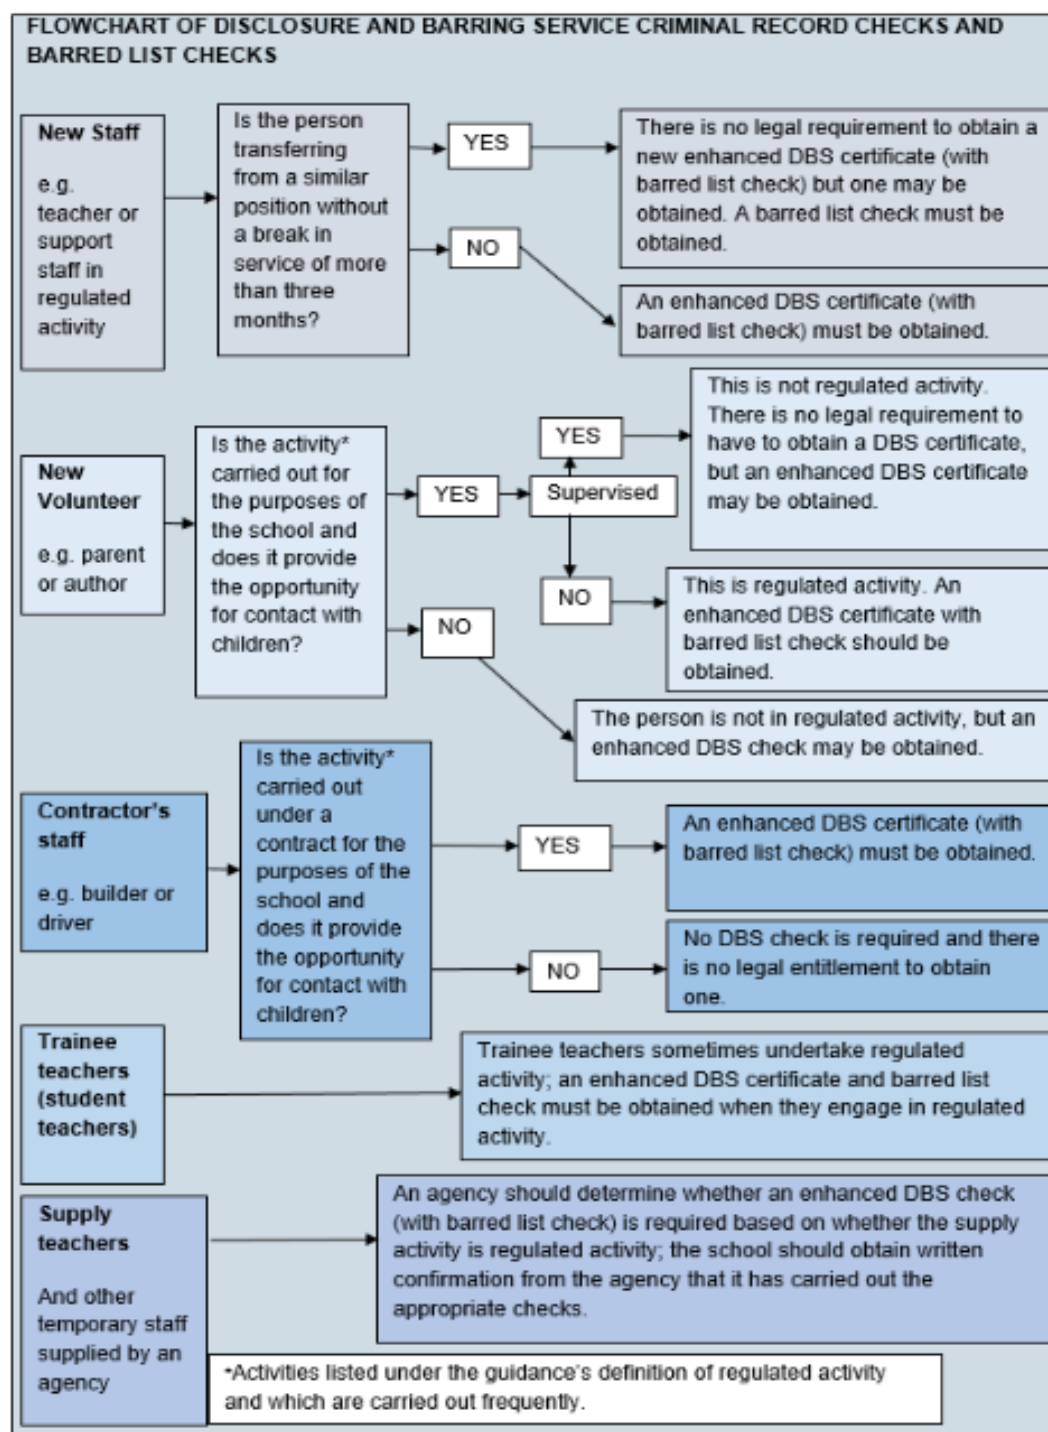 FLOWCHART OF DISCLOSURE AND BARRING SERVICE CRIMINAL RECORD CHECKS AND
BARRED LIST CHECKS
New Staff
e.g.
teacher or
support
staff in
regulated
activity
Is the person
transferring
from a similar
position without
a break in
service of more
than three
months?
YES
There is no legal requirement to obtain a
new enhanced DBS certificate (with
barred list check) but one may be
obtained. A barred list check must be
obtained.
NO
An enhanced DBS certificate (with
barred list check) must be obtained.
New
Volunteer
e.g. parent
or author
Is the activity*
carried out for
the purposes of
the school and
does it provide
the opportunity
for contact with
children?
YES
Supervised
YES
This is not regulated activity.
There is no legal requirement to
have to obtain a DBS certificate,
but an enhanced DBS certificate
may be obtained.
NO
This is regulated activity. An
enhanced DBS certificate with
barred list check should be
obtained.
NO
The person is not in regulated activity, but an
enhanced DBS check may be obtained.
Contractor's
staff
e.g. builder or
driver
Is the activity*
carried out
under a
contract for the
purposes of the
school and
does it provide
the opportunity
for contact with
children?
YES
An enhanced DBS certificate (with
barred list check) must be obtained.
NO
No DBS check is required and there
is no legal entitlement to obtain
one.
Trainee
teachers
(student
teachers)
Trainee teachers sometimes undertake regulated
activity; an enhanced DBS certificate and barred list
check must be obtained when they engage in regulated
activity.
Supply
teachers
And other
temporary staff
supplied by an
agency
An agency should determine whether an enhanced DBS check
(with barred list check) is required based on whether the supply
activity is regulated activity; the school should obtain written
confirmation from the agency that it has carried out the
appropriate checks.
*Activities listed under the guidance's definition of regulated activity
and which are carried out frequently.